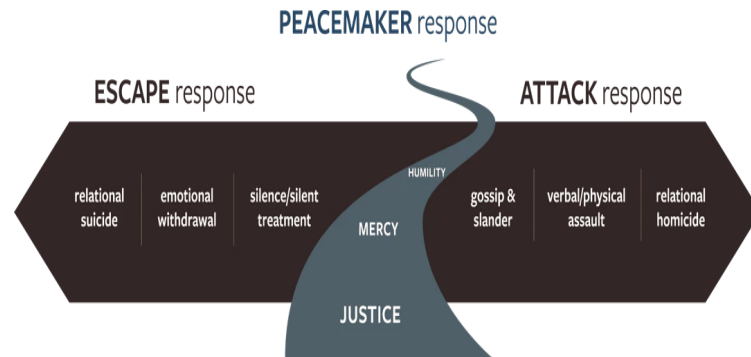 PEACEMAKER response
ESCAPE response
ATTACK response
relational
suicide
emotional
withdrawal
silence/silent
treatment
HUMILITY
MERCY
JUSTICE
gossip &
slander
verbal/physical
assault
relational
homicide